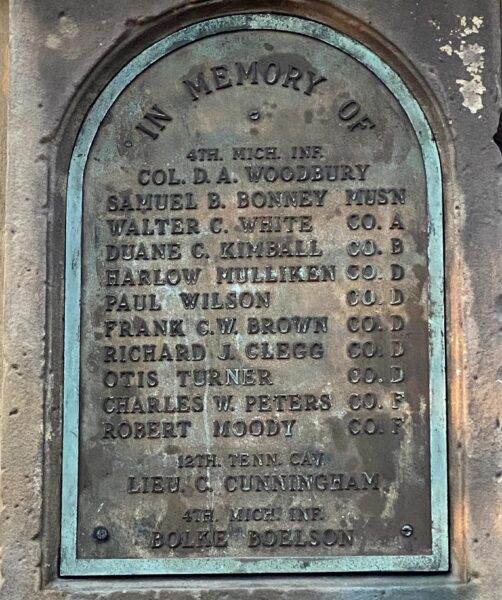 IN MEMORY OF
4TH. MICH. INF.
COL. D. A. WOODBURY
SAMUEL B. BONNEY MUS'N
WALTER C. WHITE CO. A
DUANE C. KIMBALL CO. B
HARLOW MULLIKEN CO. D
PAUL WILSON CO. D
FRANK C.W. BROWN CO. D
RICHARD J. CLEGG CO. D
OTIS TURNER CO. D
CHARLES W. PETERS CO. F
ROBERT MOODY CO. F
12TH. TENN. CAV.
LIEU. C. CUNNINGHAM
4TH. MICH. INF.
BOLKE BOELSON